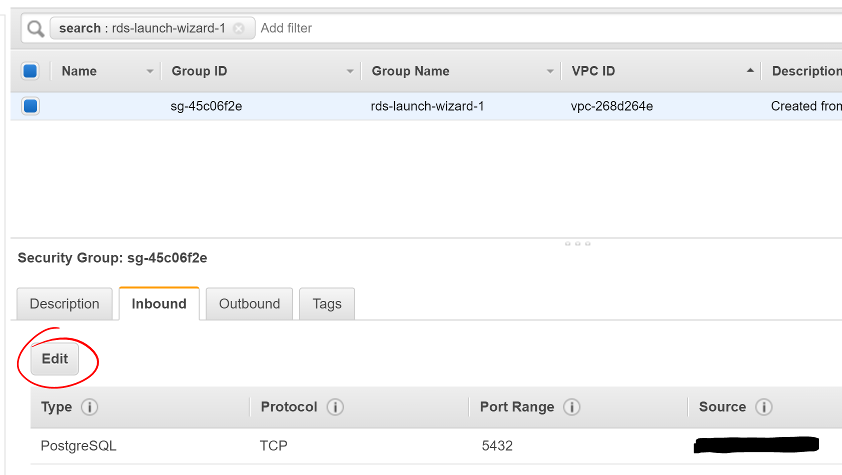 search : rds-launch-wizard-1 Add filter
Name Group ID Group Name VPC ID Description
sg-45c06f2e rds-launch-wizard-1 vpc-268d264e Created from
Security Group: sg-45c06f2e
Description Inbound Outbound Tags
Edit
Type Protocol Port Range Source
PostgreSQL TCP 5432